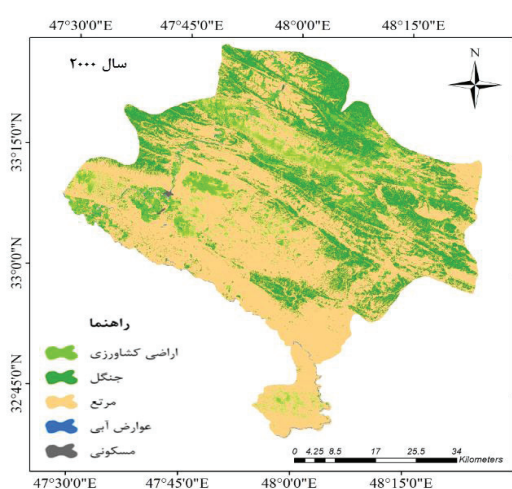 47°30'0"E 47°45'0"E 48°0'0"E 48°15'0"E
سال ۲۰۰۰
N
33°15'0"N
33°0'0"N
32°45'0"N
راهنما
اراضی کشاورزی
جنگل
مرتع
عوارض آبی
مسکونی
0 4.25 8.5 17 25.5 34
Kilometers
47°30'0"E 47°45'0"E 48°0'0"E 48°15'0"E